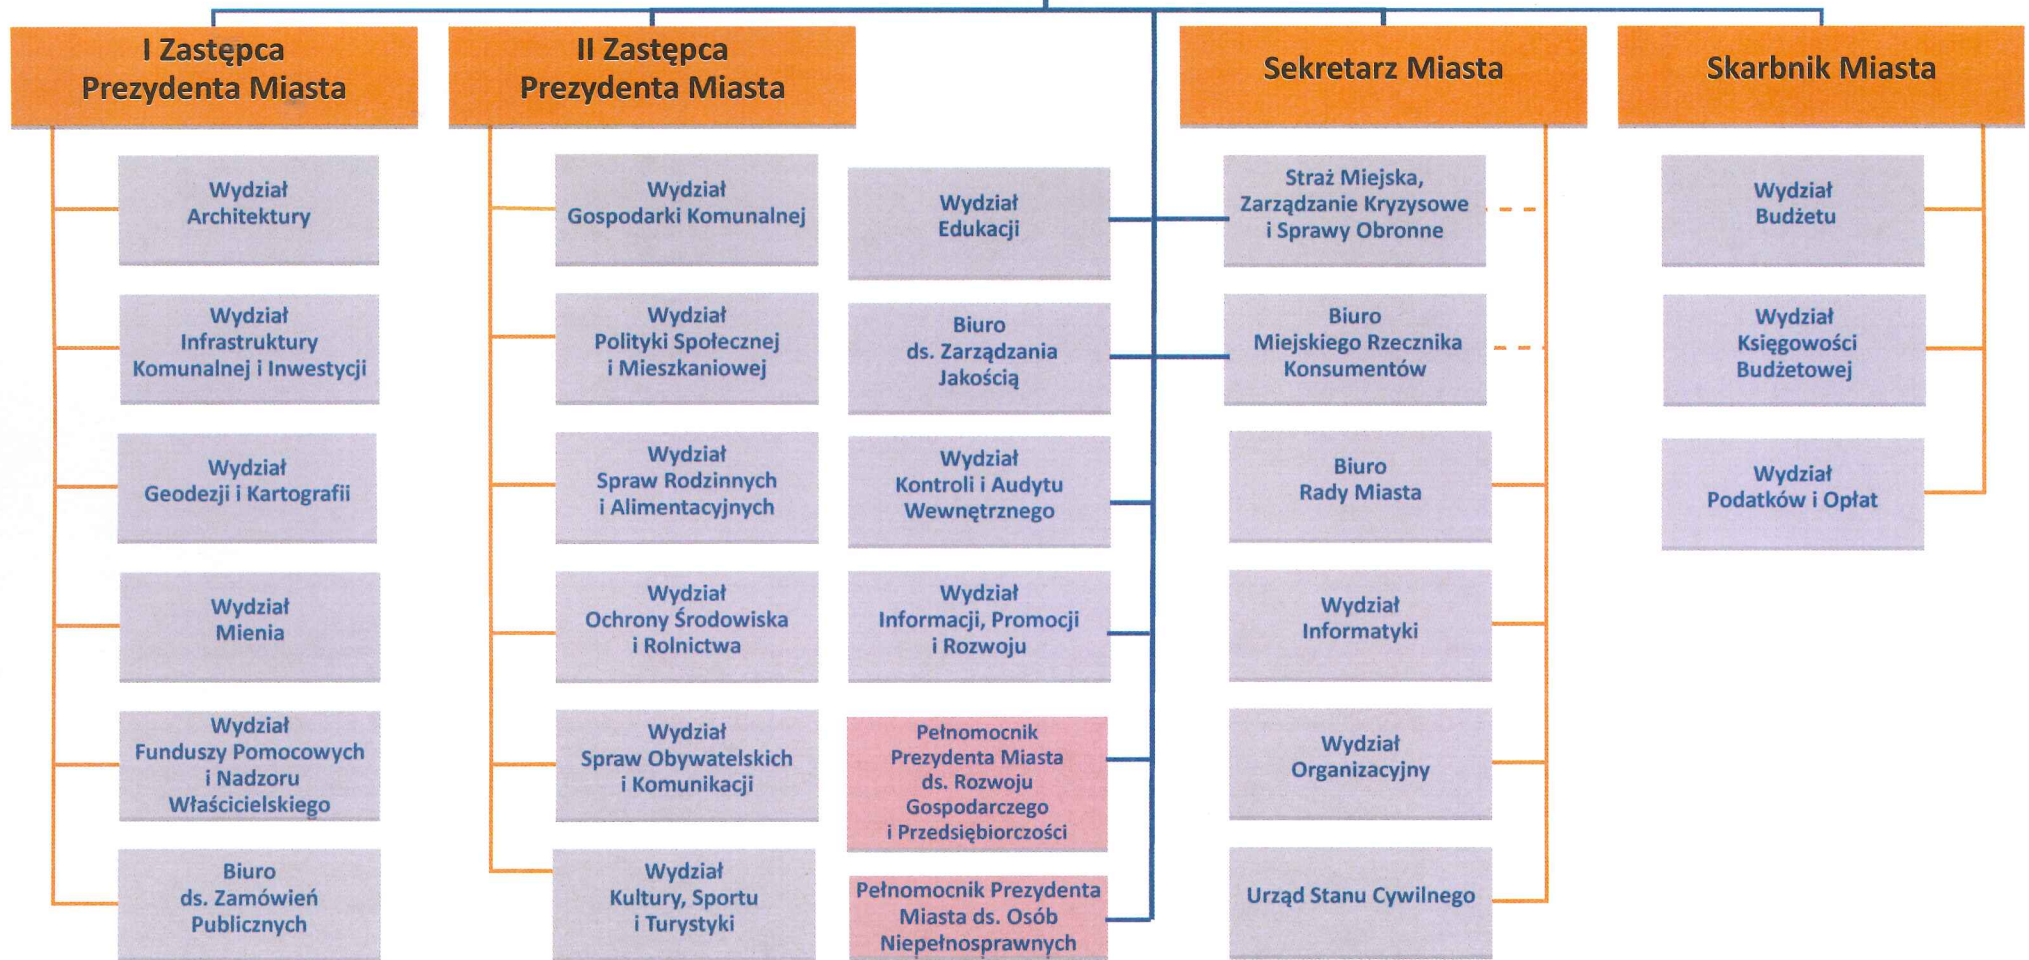 I Zastępca
Prezydenta Miasta
II Zastępca
Prezydenta Miasta
Sekretarz Miasta
Skarbnik Miasta
Wydział
Architektury
Wydział
Infrastruktury
Komunalnej i Inwestycji
Wydział
Geodezji i Kartografii
Wydział
Mienia
Wydział
Funduszy Pomocowych
i Nadzoru
Właścicielskiego
Biuro
ds. Zamówień
Publicznych
Wydział
Gospodarki Komunalnej
Wydział
Polityki Społecznej
i Mieszkaniowej
Wydział
Spraw Rodzinnych
i Alimentacyjnych
Wydział
Ochrony Środowiska
i Rolnictwa
Wydział
Spraw Obywatelskich
i Komunikacji
Wydział
Kultury, Sportu
i Turystyki
Wydział
Edukacji
Biuro
ds. Zarządzania
Jakością
Wydział
Kontroli i Audytu
Wewnętrznego
Wydział
Informacji, Promocji
i Rozwoju
Pełnomocnik
Prezydenta Miasta
ds. Rozwoju
Gospodarczego
i Przedsiębiorczości
Pełnomocnik Prezydenta
Miasta ds. Osób
Niepełnosprawnych
Straż Miejska,
Zarządzanie Kryzysowe
i Sprawy Obronne
Biuro
Miejskiego Rzecznika
Konsumentów
Biuro
Rady Miasta
Wydział
Informatyki
Wydział
Organizacyjny
Urząd Stanu Cywilnego
Wydział
Budżetu
Wydział
Księgowości
Budżetowej
Wydział
Podatków i Opłat